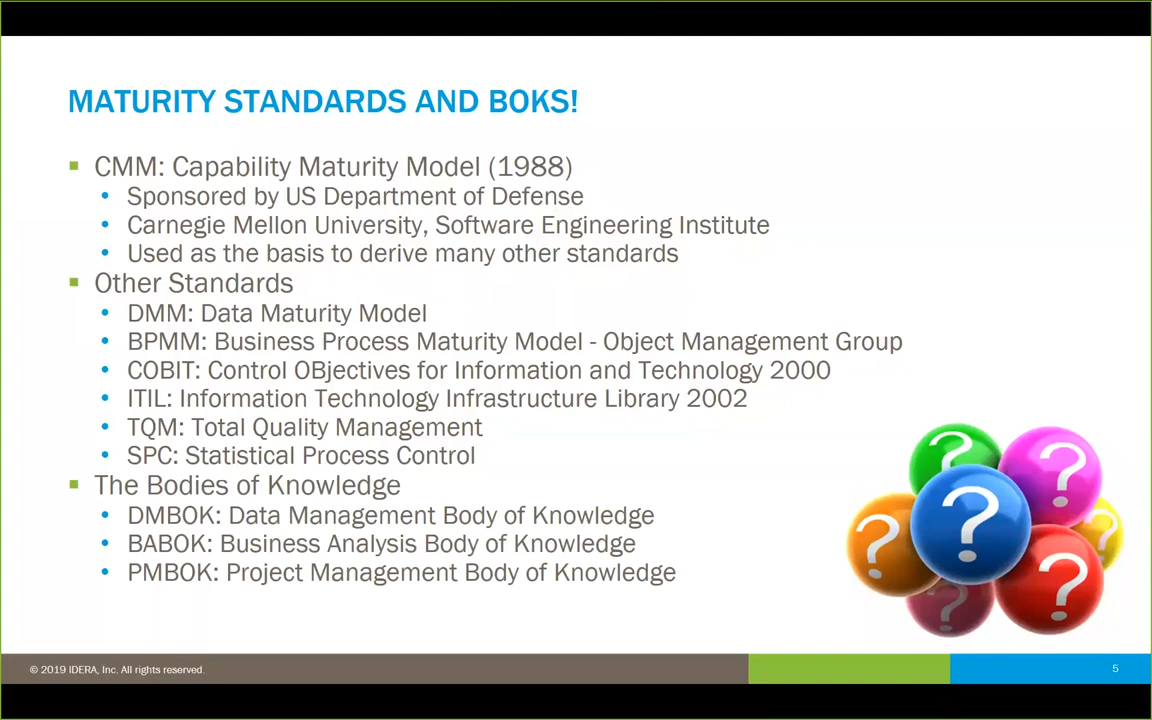 MATURITY STANDARDS AND BOKS!
CMM: Capability Maturity Model (1988)
Sponsored by US Department of Defense
Carnegie Mellon University, Software Engineering Institute
Used as the basis to derive many other standards
Other Standards
DMM: Data Maturity Model
BPMM: Business Process Maturity Model - Object Management Group
COBIT: Control OBjectives for Information and Technology 2000
ITIL: Information Technology Infrastructure Library 2002
TQM: Total Quality Management
SPC: Statistical Process Control
The Bodies of Knowledge
DMBOK: Data Management Body of Knowledge
BABOK: Business Analysis Body of Knowledge
PMBOK: Project Management Body of Knowledge
? ?
? ? ?
? ?
© 2019 IDERA, Inc. All rights reserved.
5